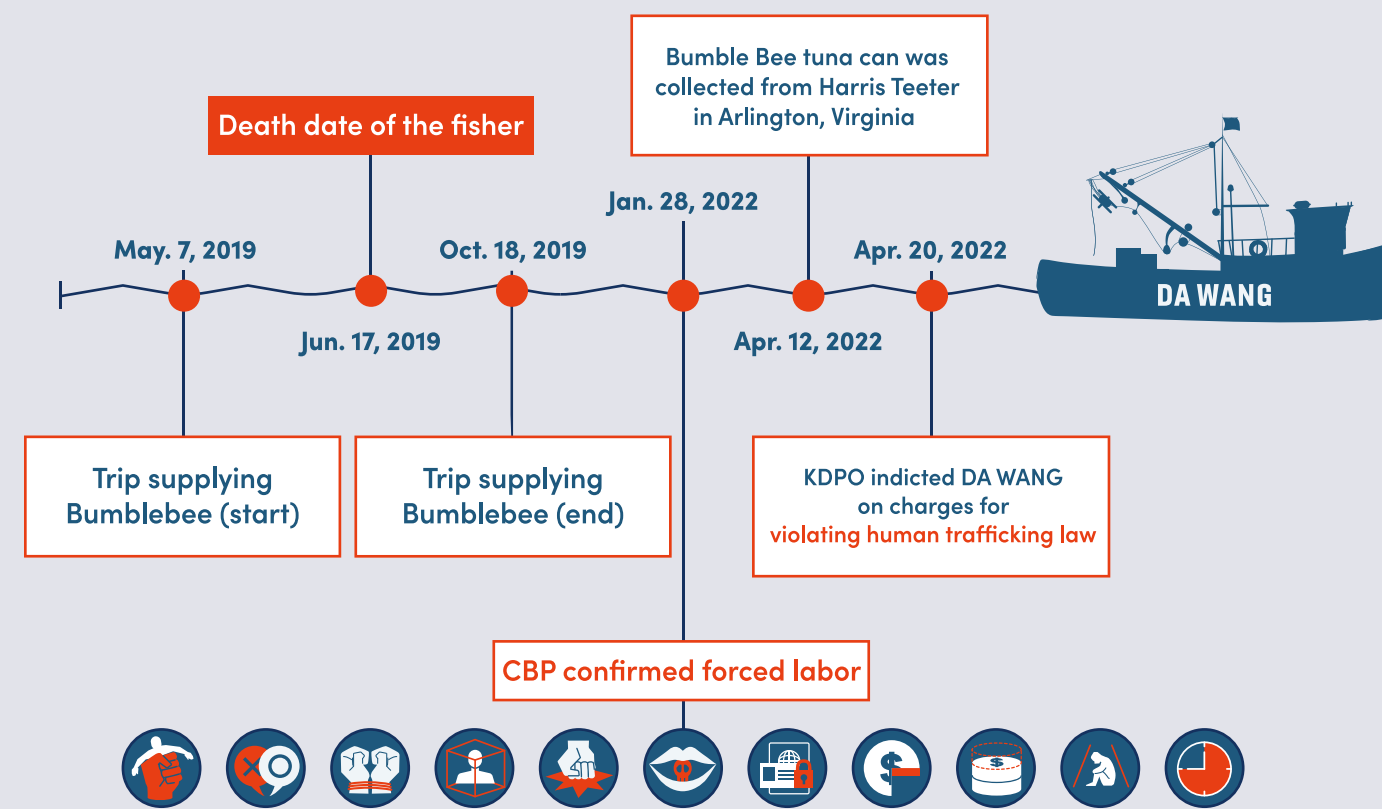 Bumble Bee tuna can was
collected from Harris Teeter
in Arlington, Virginia
Death date of the fisher
Jan. 28, 2022
May. 7, 2019
Oct. 18, 2019
Apr. 20, 2022
DA WANG
Jun. 17, 2019
Apr. 12, 2022
Trip supplying
Bumblebee (start)
Trip supplying
Bumblebee (end)
KDPO indicted DA WANG
on charges for
violating human trafficking law
CBP confirmed forced labor
$
$